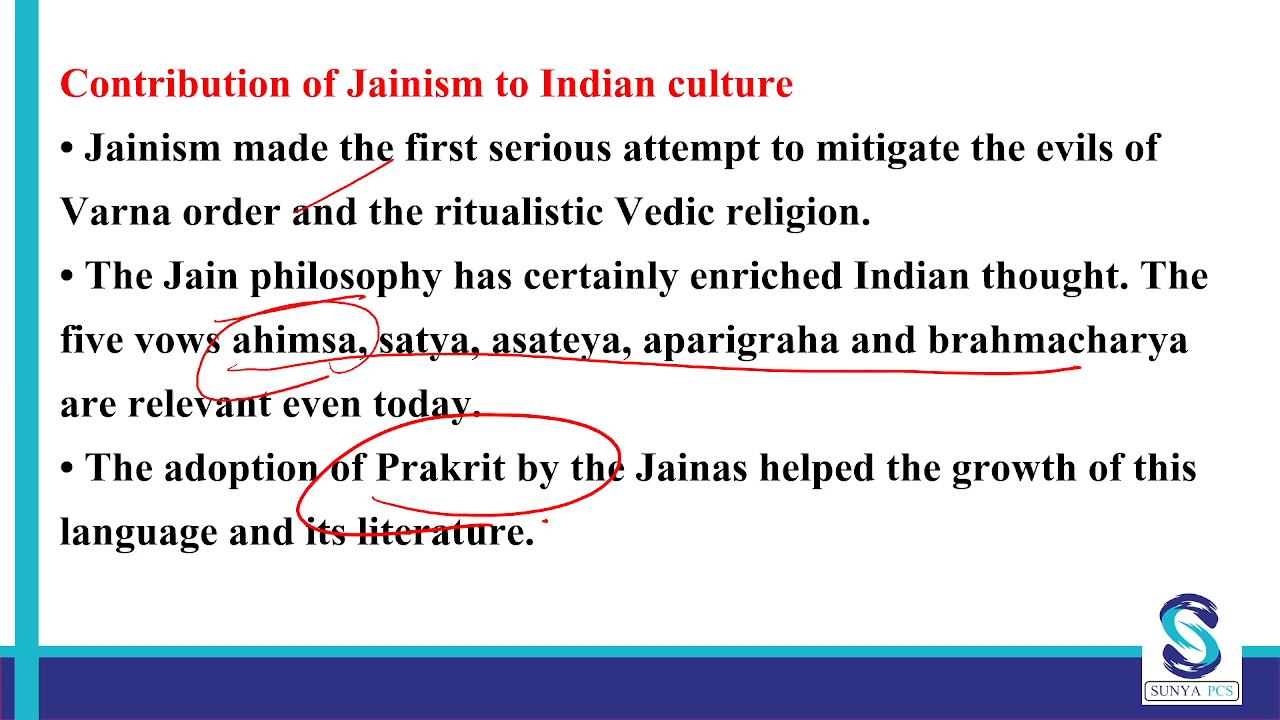 Contribution of Jainism to Indian culture
• Jainism made the first serious attempt to mitigate the evils of
Varna order and the ritualistic Vedic religion.
• The Jain philosophy has certainly enriched Indian thought. The
five vows ahimsa, satya, asateya, aparigraha and brahmacharya
are relevant even today.
• The adoption of Prakrit by the Jainas helped the growth of this
language and its literature.
SUNYA PCS